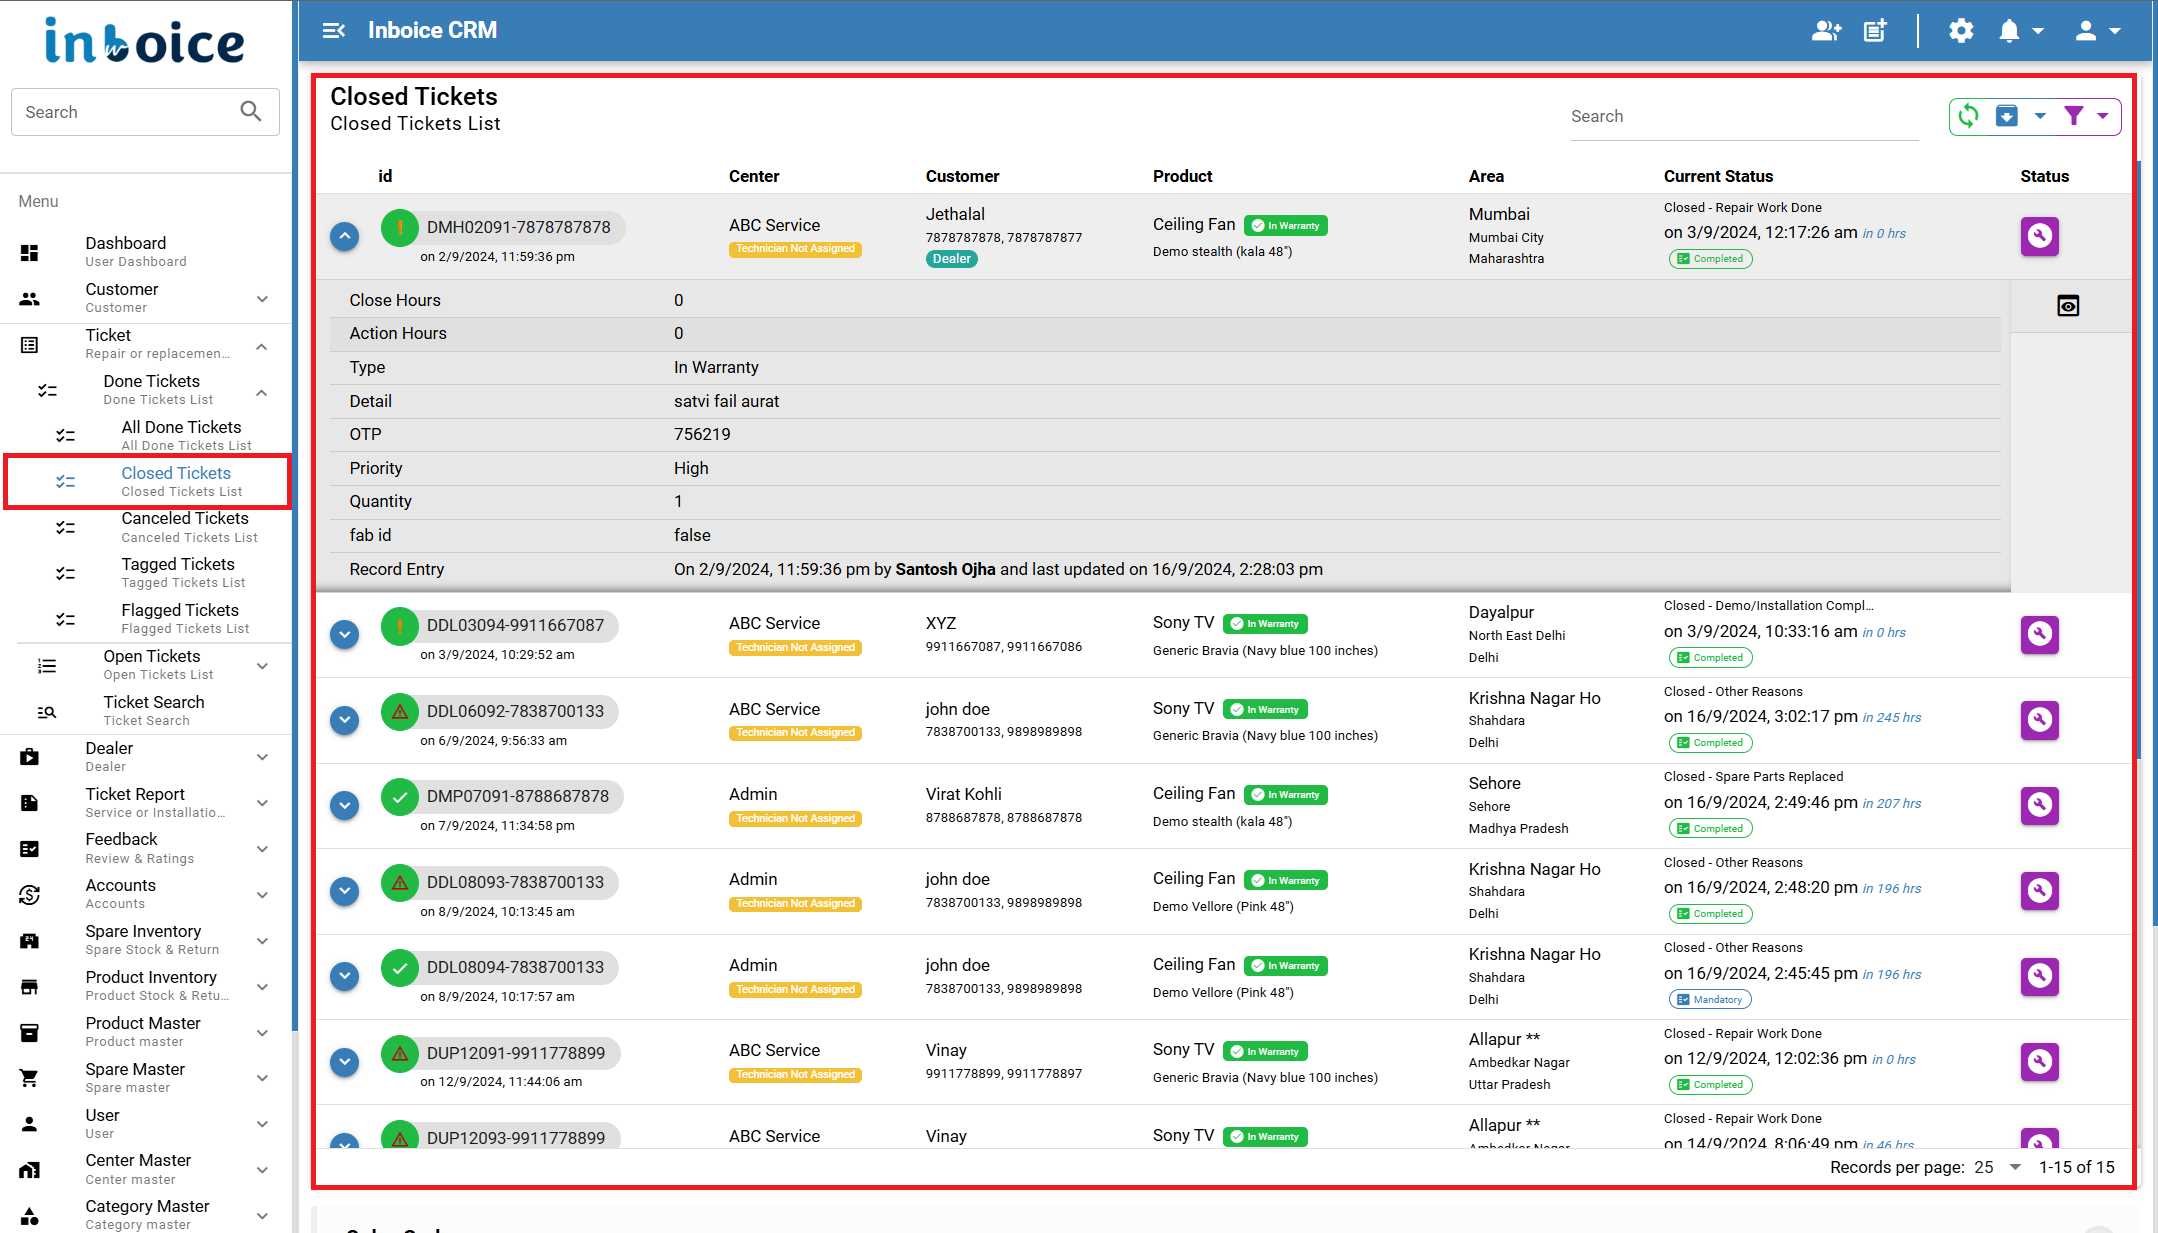 inboice
Inboice CRM
Search
Menu
Dashboard
User Dashboard
Customer
Customer
Ticket
Repair or replacemen...
Done Tickets
Done Tickets List
All Done Tickets
All Done Tickets List
Closed Tickets
Closed Tickets List
Canceled Tickets
Canceled Tickets List
Tagged Tickets
Tagged Tickets List
Flagged Tickets
Flagged Tickets List
Open Tickets
Open Tickets List
Ticket Search
Ticket Search
Dealer
Dealer
Ticket Report
Service or Installatio...
Feedback
Review & Ratings
Accounts
Accounts
Spare Inventory
Spare Stock & Return
Product Inventory
Product Stock & Retu...
Product Master
Product master
Spare Master
Spare master
User
User
Center Master
Center master
Category Master
Category master
Closed Tickets
Closed Tickets List
Search
id Center Customer Product Area Current Status Status
DMH02091-7878787878
on 2/9/2024, 11:59:36 pm
ABC Service
Technician Not Assigned
Jethalal
7878787878, 7878787877
Dealer
Ceiling Fan In Warranty
Demo stealth (kala 48")
Mumbai
Mumbai City
Maharashtra
Closed - Repair Work Done
on 3/9/2024, 12:17:26 am in 0 hrs
Completed
Close Hours 0
Action Hours 0
Type In Warranty
Detail satvi fail aurat
OTP 756219
Priority High
Quantity 1
fab id false
Record Entry On 2/9/2024, 11:59:36 pm by Santosh Ojha and last updated on 16/9/2024, 2:28:03 pm
DDL03094-9911667087
on 3/9/2024, 10:29:52 am
ABC Service
Technician Not Assigned
XYZ
9911667087, 9911667086
Sony TV In Warranty
Generic Bravia (Navy blue 100 inches)
Dayalpur
North East Delhi
Delhi
Closed - Demo/Installation Compl...
on 3/9/2024, 10:33:16 am in 0 hrs
Completed
DDL06092-7838700133
on 6/9/2024, 9:56:33 am
ABC Service
Technician Not Assigned
john doe
7838700133, 9898989898
Sony TV In Warranty
Generic Bravia (Navy blue 100 inches)
Krishna Nagar Ho
Shahdara
Delhi
Closed - Other Reasons
on 16/9/2024, 3:02:17 pm in 245 hrs
Completed
DMP07091-8788687878
on 7/9/2024, 11:34:58 pm
Admin
Technician Not Assigned
Virat Kohli
8788687878, 8788687878
Ceiling Fan In Warranty
Demo stealth (kala 48")
Sehore
Sehore
Madhya Pradesh
Closed - Spare Parts Replaced
on 16/9/2024, 2:49:46 pm in 207 hrs
Completed
DDL08093-7838700133
on 8/9/2024, 10:13:45 am
Admin
Technician Not Assigned
john doe
7838700133, 9898989898
Ceiling Fan In Warranty
Demo Vellore (Pink 48")
Krishna Nagar Ho
Shahdara
Delhi
Closed - Other Reasons
on 16/9/2024, 2:48:20 pm in 196 hrs
Completed
DDL08094-7838700133
on 8/9/2024, 10:17:57 am
Admin
Technician Not Assigned
john doe
7838700133, 9898989898
Ceiling Fan In Warranty
Demo Vellore (Pink 48")
Krishna Nagar Ho
Shahdara
Delhi
Closed - Other Reasons
on 16/9/2024, 2:45:45 pm in 196 hrs
Mandatory
DUP12091-9911778899
on 12/9/2024, 11:44:06 am
ABC Service
Technician Not Assigned
Vinay
9911778899, 9911778897
Sony TV In Warranty
Generic Bravia (Navy blue 100 inches)
Allapur **
Ambedkar Nagar
Uttar Pradesh
Closed - Repair Work Done
on 12/9/2024, 12:02:36 pm in 0 hrs
Completed
DUP12093-9911778899
ABC Service
Vinay
Sony TV In Warranty
Allapur **
Ambedkar Nagar
Closed - Repair Work Done
on 14/9/2024, 8:06:49 pm in 46 hrs
Records per page: 25 1-15 of 15